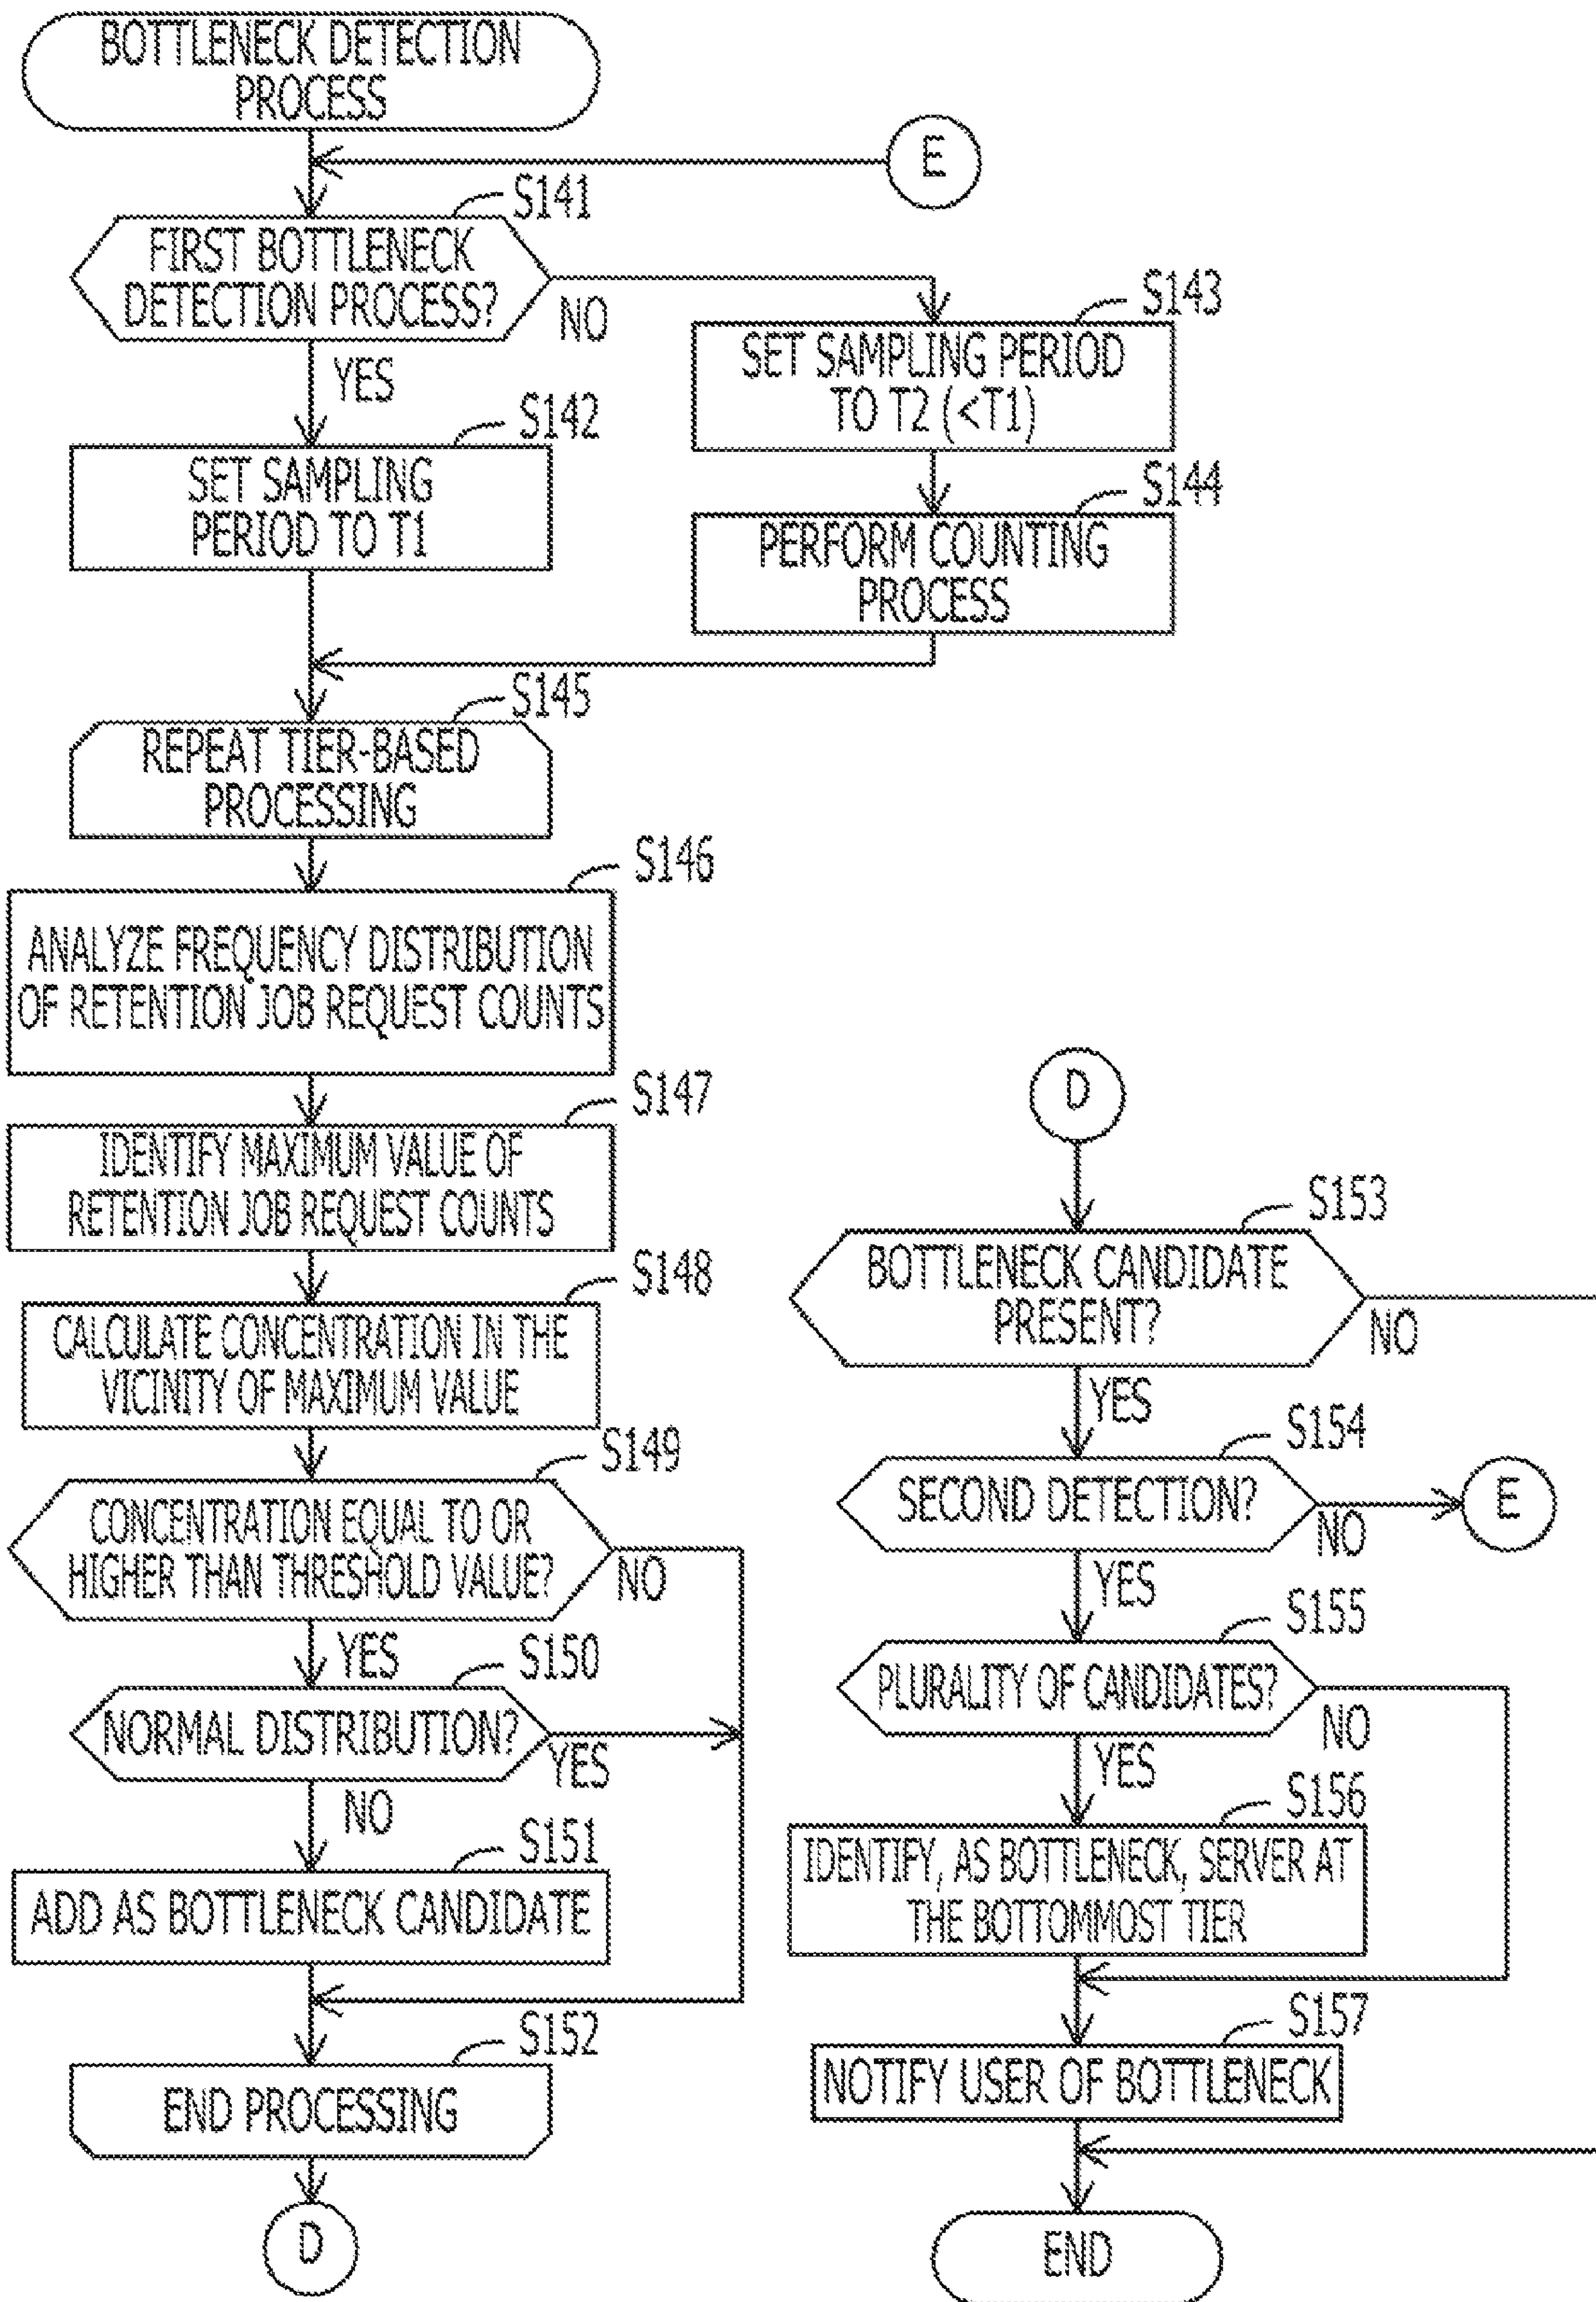 BOTTLENECK DETECTION
PROCESS
E
S141
FIRST BOTTLENECK
DETECTION PROCESS?
NO
YES
S143
SET SAMPLING PERIOD
TO T2 (<T1)
S142
SET SAMPLING
PERIOD TO T1
S144
PERFORM COUNTING
PROCESS
S145
REPEAT TIER-BASED
PROCESSING
S146
ANALYZE FREQUENCY DISTRIBUTION
OF RETENTION JOB REQUEST COUNTS
S147
IDENTIFY MAXIMUM VALUE OF
RETENTION JOB REQUEST COUNTS
S148
CALCULATE CONCENTRATION IN THE
VICINITY OF MAXIMUM VALUE
S149
CONCENTRATION EQUAL TO OR
HIGHER THAN THRESHOLD VALUE?
NO
YES
S150
NORMAL DISTRIBUTION?
YES
NO
S151
ADD AS BOTTLENECK CANDIDATE
S152
END PROCESSING
D
D
S153
BOTTLENECK CANDIDATE
PRESENT?
NO
YES
S154
SECOND DETECTION?
NO
E
YES
S155
PLURALITY OF CANDIDATES?
NO
YES
S156
IDENTIFY, AS BOTTLENECK, SERVER AT
THE BOTTOMMOST TIER
S157
NOTIFY USER OF BOTTLENECK
END